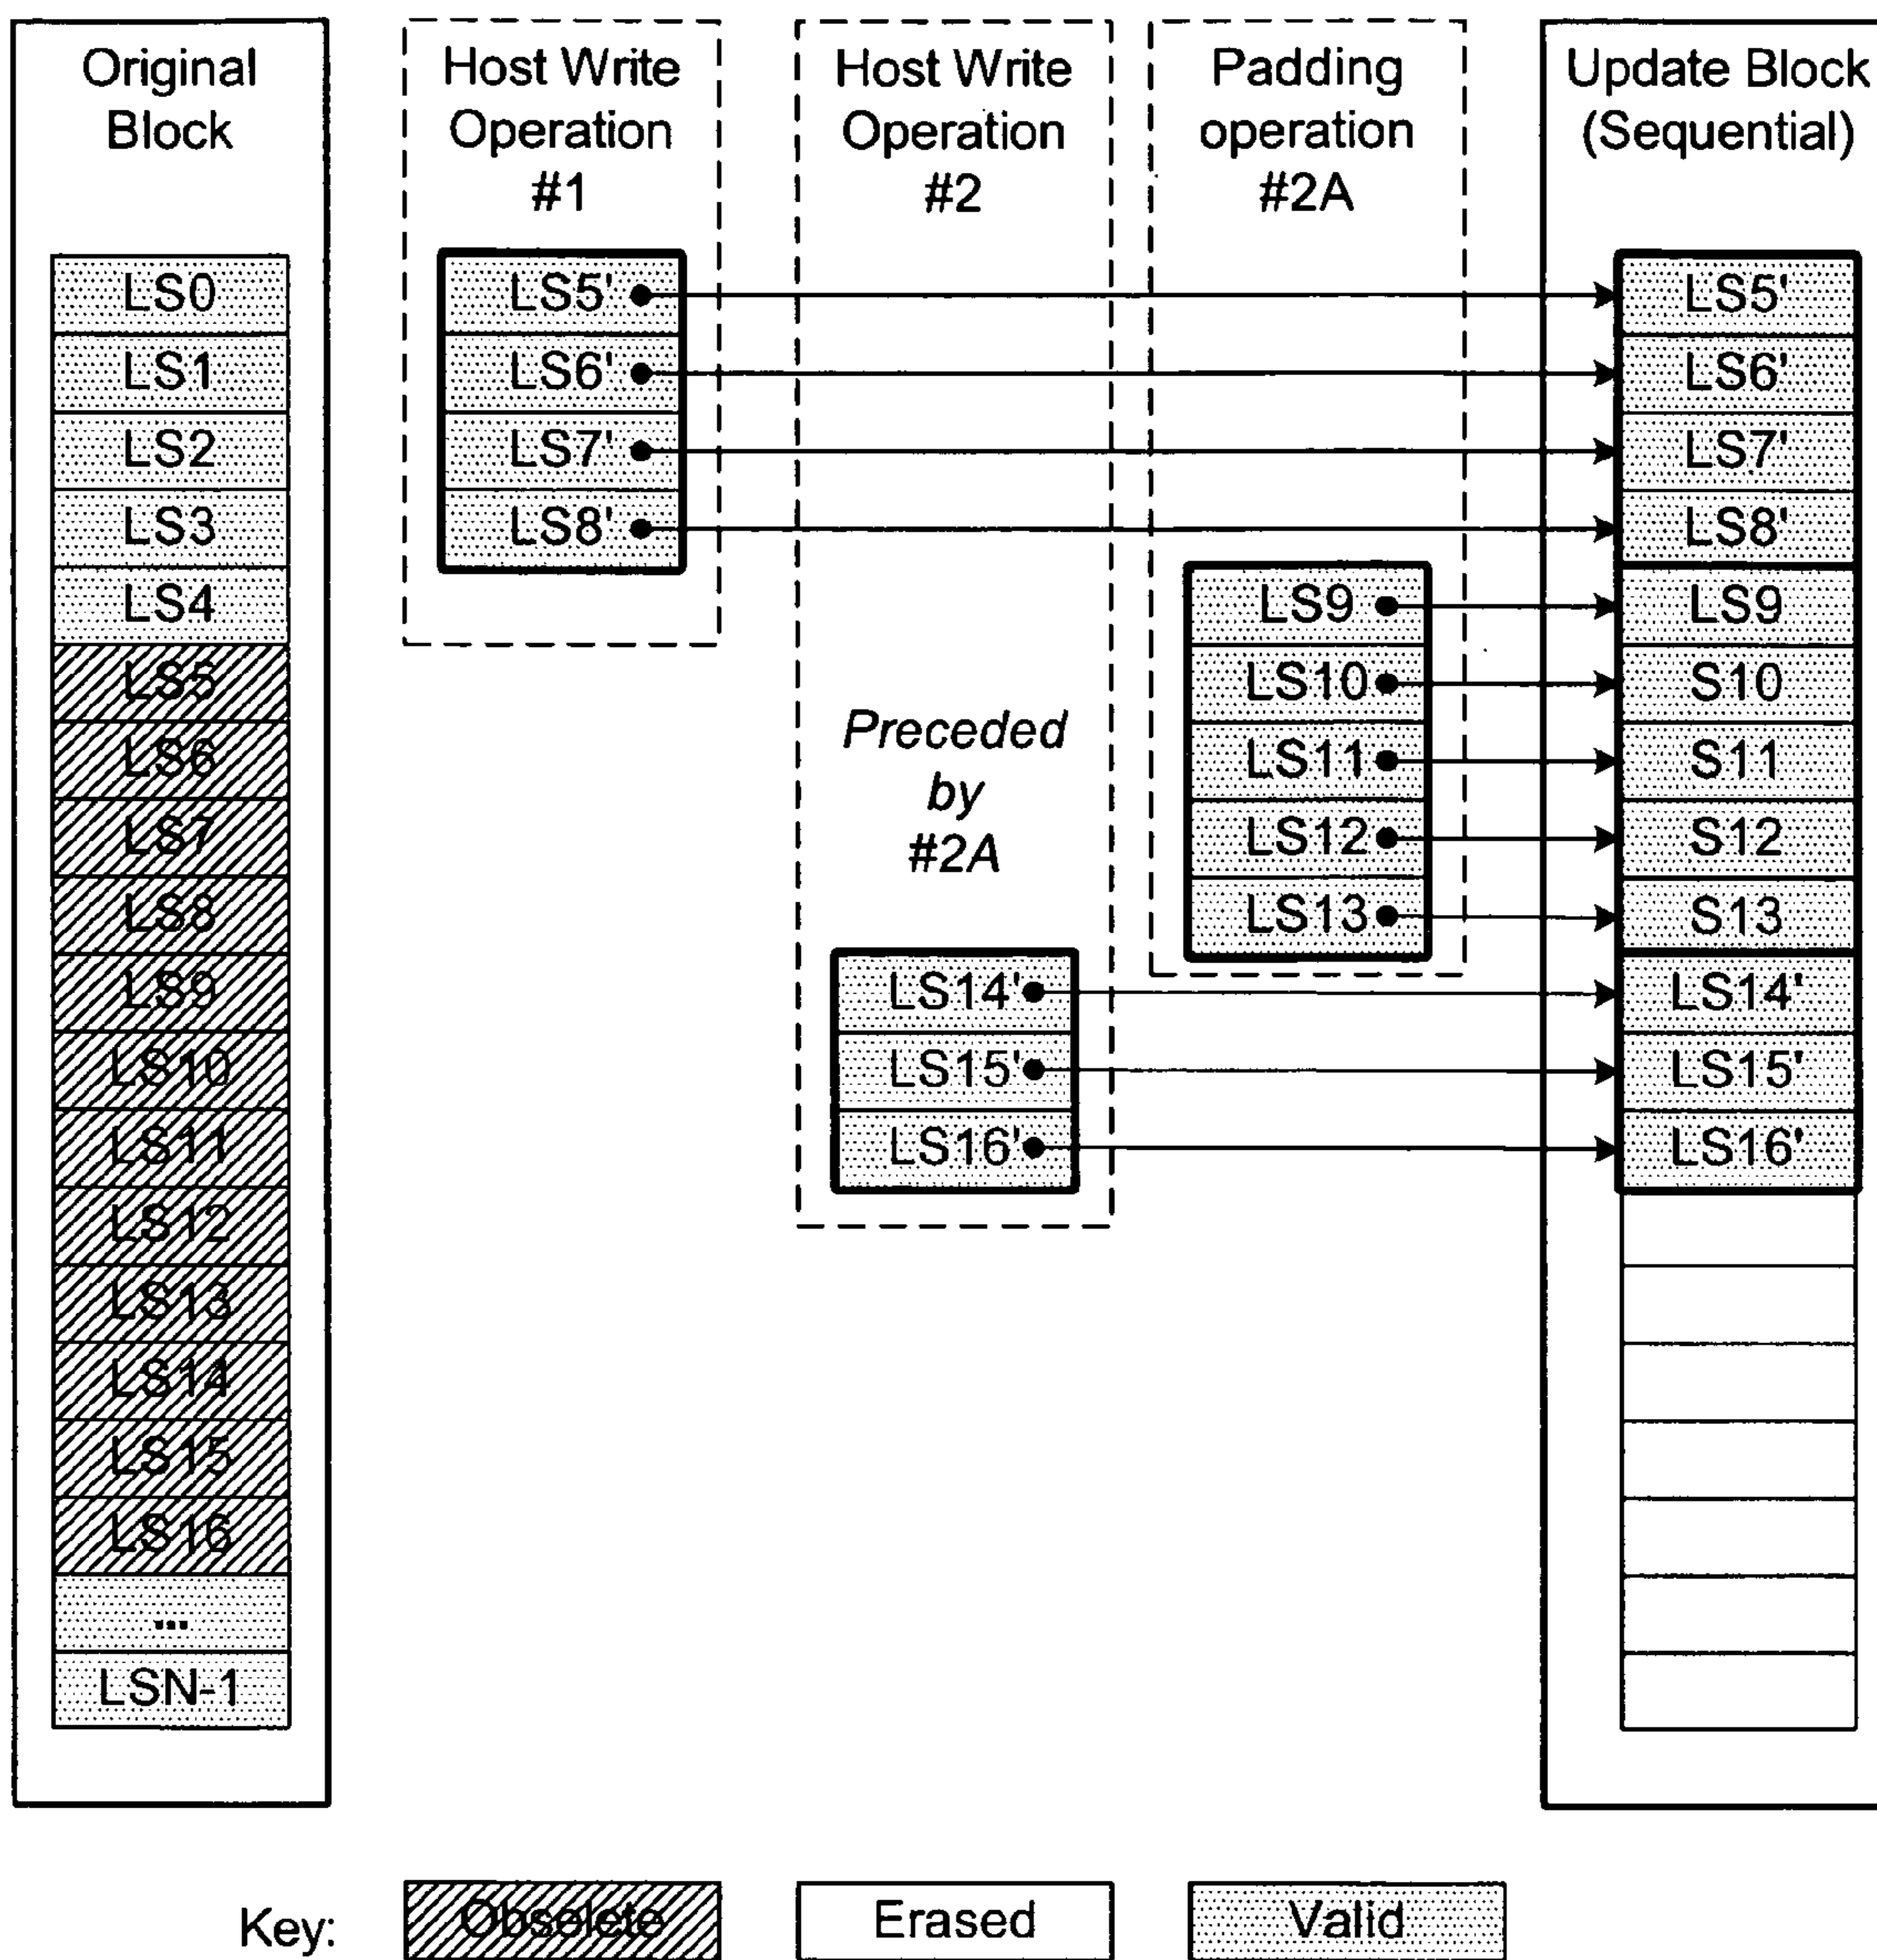 Original
Block
LS0
LS1
LS2
LS3
LS4
LS5
LS6
LS7
LS8
LS9
LS10
LS11
LS12
LS13
LS14
LS15
LS16
...
LSN-1
Host Write
Operation
#1
LS5'
LS6'
LS7'
LS8'
Host Write
Operation
#2
Preceded
by
#2A
LS14'
LS15'
LS16'
Padding
operation
#2A
LS9
LS10
LS11
LS12
LS13
Update Block
(Sequential)
LS5'
LS6'
LS7'
LS8'
LS9
S10
S11
S12
S13
LS14'
LS15'
LS16'
Key:
Obselete
Erased
Valid